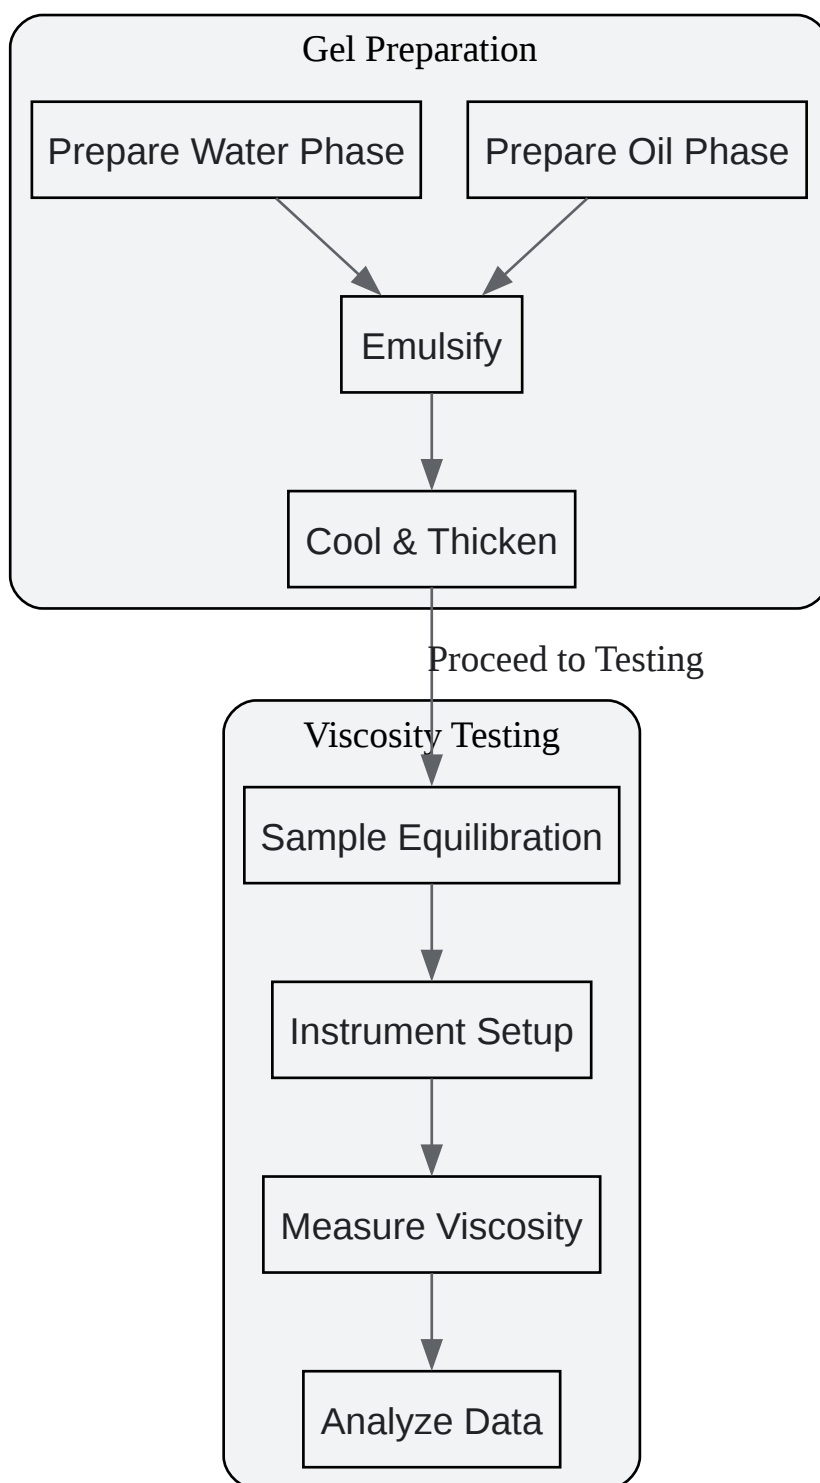 Gel Preparation
Prepare Water Phase
Prepare Oil Phase
Emulsify
Cool & Thicken
Proceed to Testing
Viscosity Testing
Sample Equilibration
Instrument Setup
Measure Viscosity
Analyze Data